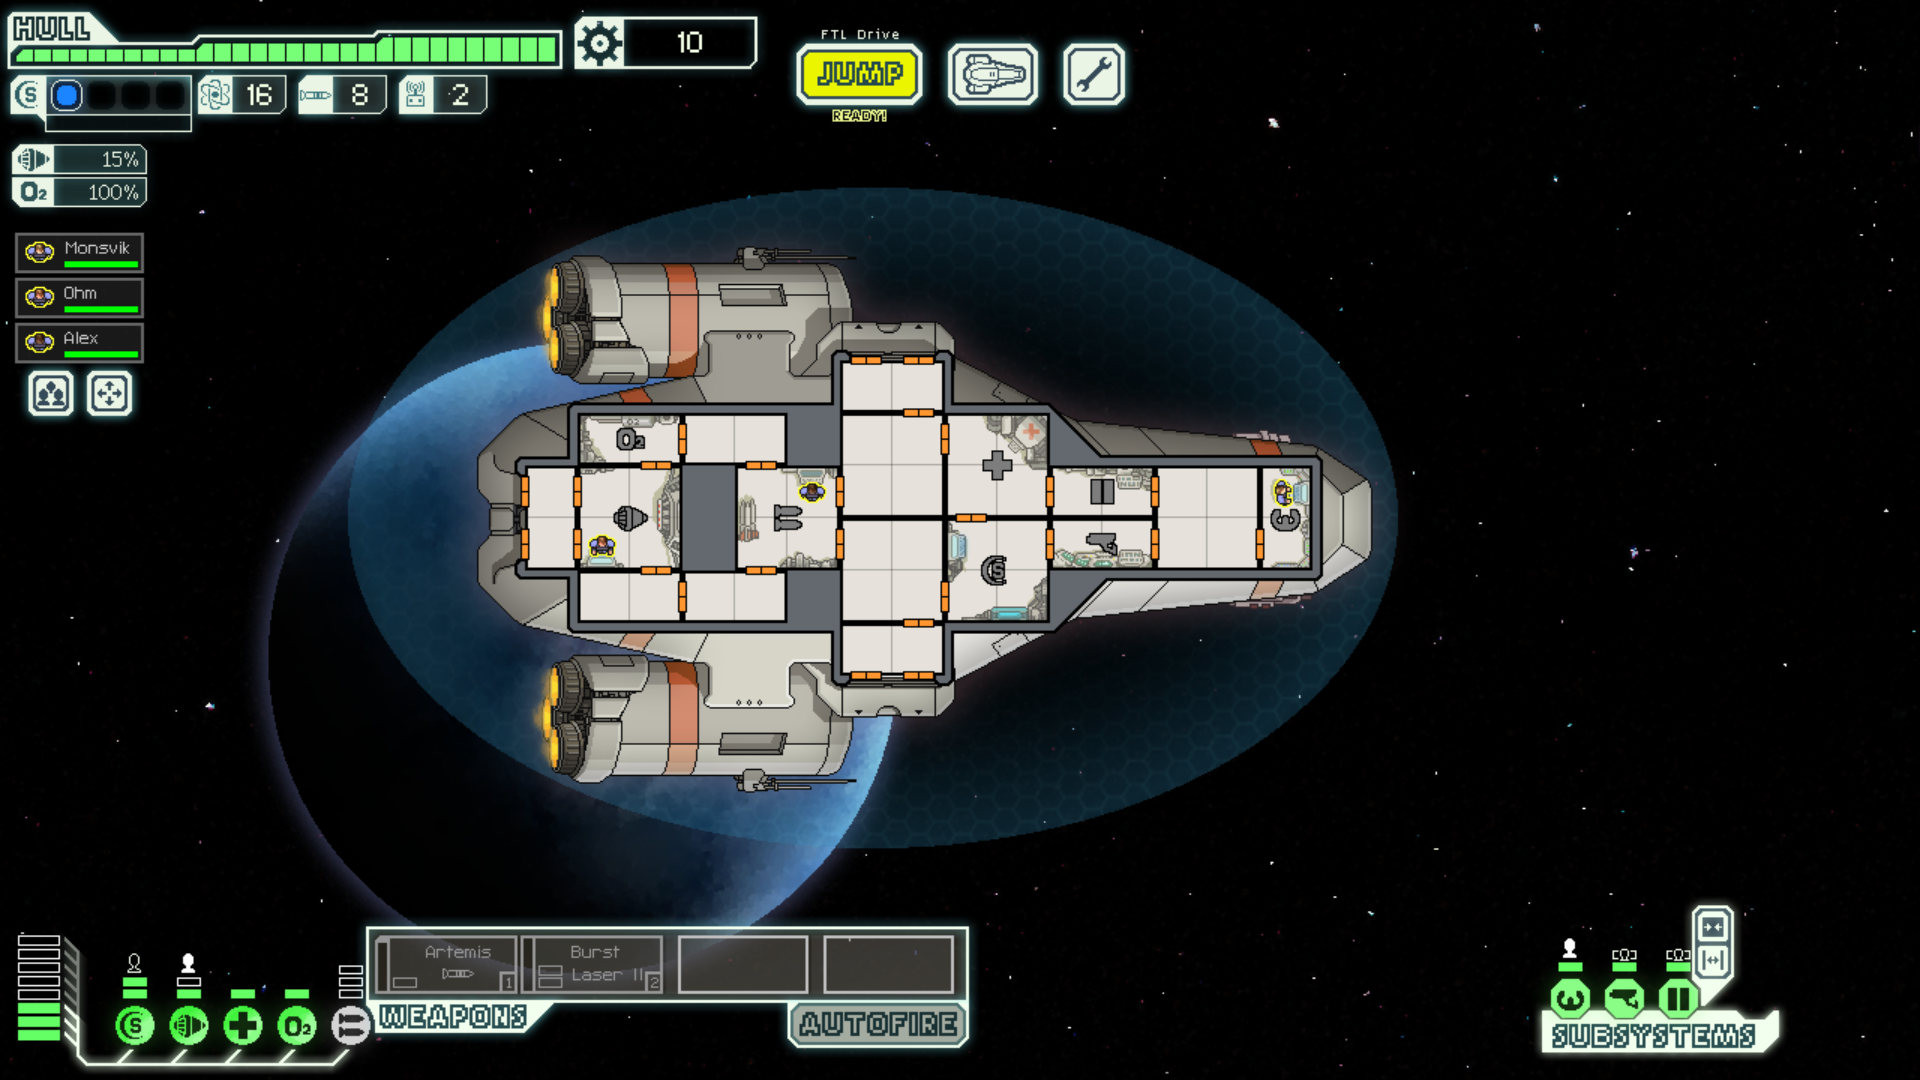 HULL
10
FTL Drive
JUMP
READY!
S
16
8
2
15%
O2
100%
Monsvik
Ohm
Alex
O2
S
Artemis
1
Burst
Laser II
2
S
O2
WEAPONS
AUTOFIRE
SUBSYSTEMS